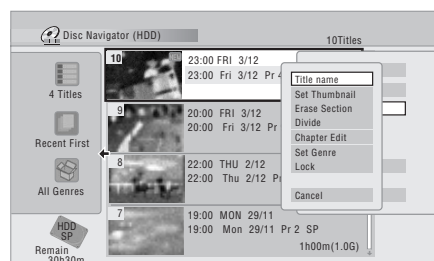 Disc Navigator (HDD)
10Titles
4 Titles
Recent First
All Genres
HDD
SP
Remain
30h30m
10
23:00 FRI 3/12
23:00 Fri 3/12 Pr 4
9
20:00 FRI 3/12
20:00 Fri 3/12 Pr
8
22:00 THU 2/12
22:00 Thu 2/12 Pr
7
19:00 MON 29/11
19:00 Mon 29/11 Pr 2 SP
1h00m(1.0G)
Title name
Set Thumbnail
Erase Section
Divide
Chapter Edit
Set Genre
Lock
Cancel